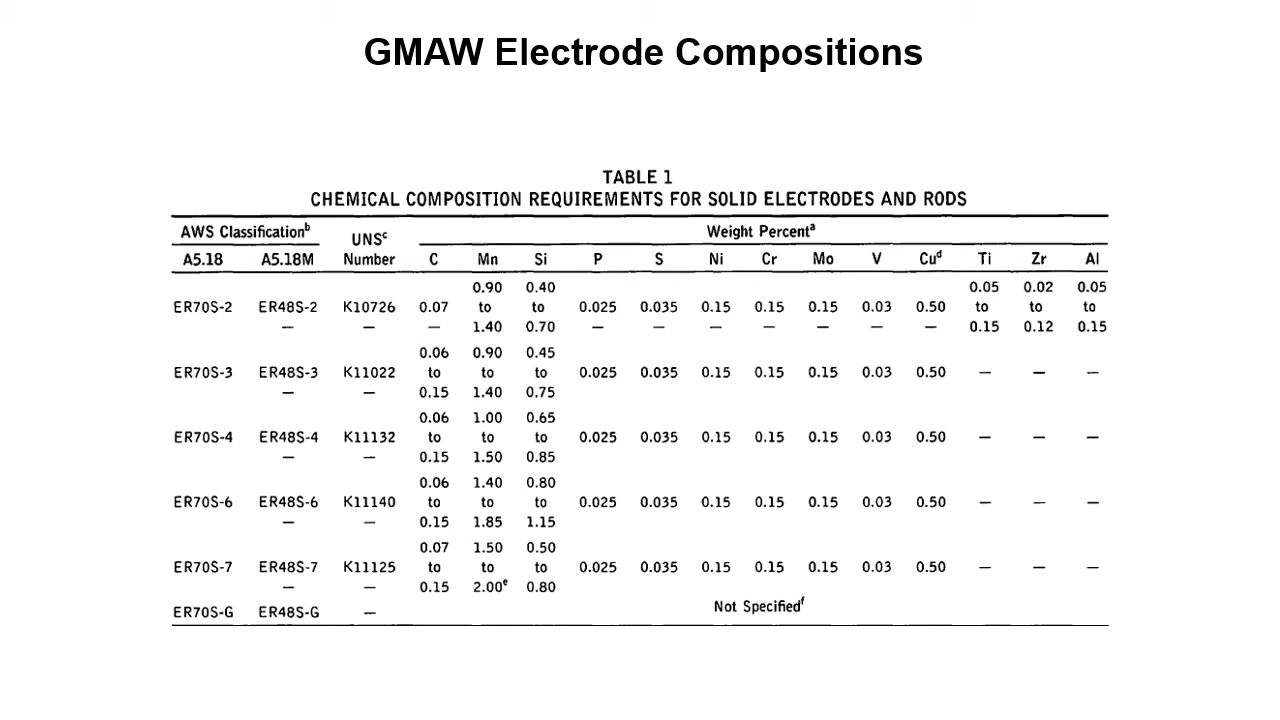 GMAW Electrode Compositions
TABLE 1
CHEMICAL COMPOSITION REQUIREMENTS FOR SOLID ELECTRODES AND RODS
AWS Classificationᵇ UNSᶜ Weight Percentᵃ
A5.18 A5.18M Number C Mn Si P S Ni Cr Mo V Cuᵈ Ti Zr Al
0.90 0.40 0.05 0.02 0.05
ER70S-2 ER48S-2 K10726 0.07 to to 0.025 0.035 0.15 0.15 0.15 0.03 0.50 to to to
— — — 1.40 0.70 — — — — — — — 0.15 0.12 0.15
0.06 0.90 0.45
ER70S-3 ER48S-3 K11022 to to to 0.025 0.035 0.15 0.15 0.15 0.03 0.50 — — —
— — 0.15 1.40 0.75
0.06 1.00 0.65
ER70S-4 ER48S-4 K11132 to to to 0.025 0.035 0.15 0.15 0.15 0.03 0.50 — — —
— — 0.15 1.50 0.85
0.06 1.40 0.80
ER70S-6 ER48S-6 K11140 to to to 0.025 0.035 0.15 0.15 0.15 0.03 0.50 — — —
— — 0.15 1.85 1.15
0.07 1.50 0.50
ER70S-7 ER48S-7 K11125 to to to 0.025 0.035 0.15 0.15 0.15 0.03 0.50 — — —
— — 0.15 2.00ᵉ 0.80
ER70S-G ER48S-G — Not Specifiedᶠ